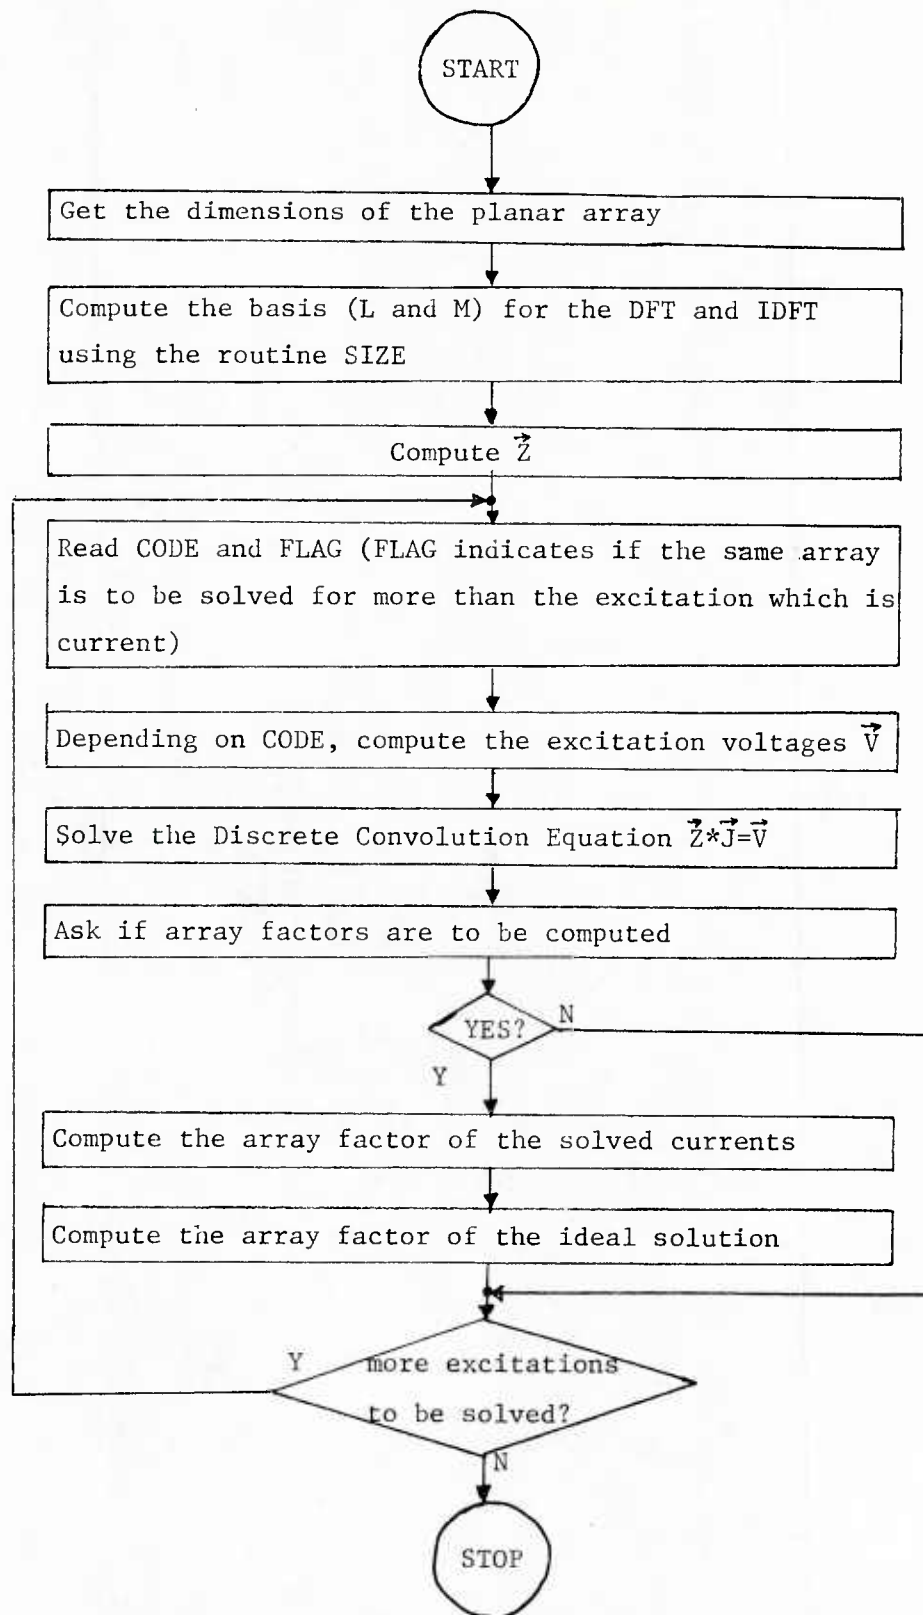 START
Get the dimensions of the planar array
Compute the basis (L and M) for the DFT and IDFT
using the routine SIZE
Compute Z⃗
Read CODE and FLAG (FLAG indicates if the same array
is to be solved for more than the excitation which is
current)
Depending on CODE, compute the excitation voltages V⃗
Solve the Discrete Convolution Equation Z⃗*J⃗=V⃗
Ask if array factors are to be computed
YES?
N
Y
Compute the array factor of the solved currents
Compute the array factor of the ideal solution
Y
more excitations
to be solved?
N
STOP